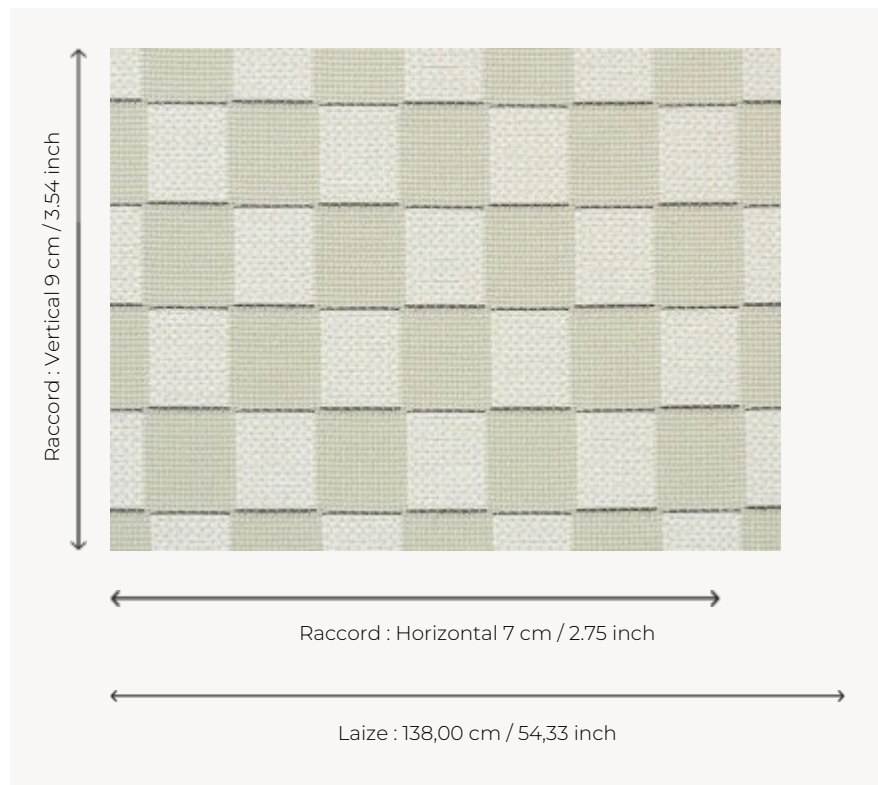 Raccord : Vertical 9 cm / 3.54 inch
Raccord : Horizontal 7 cm / 2.75 inch
Laize : 138,00 cm / 54,33 inch